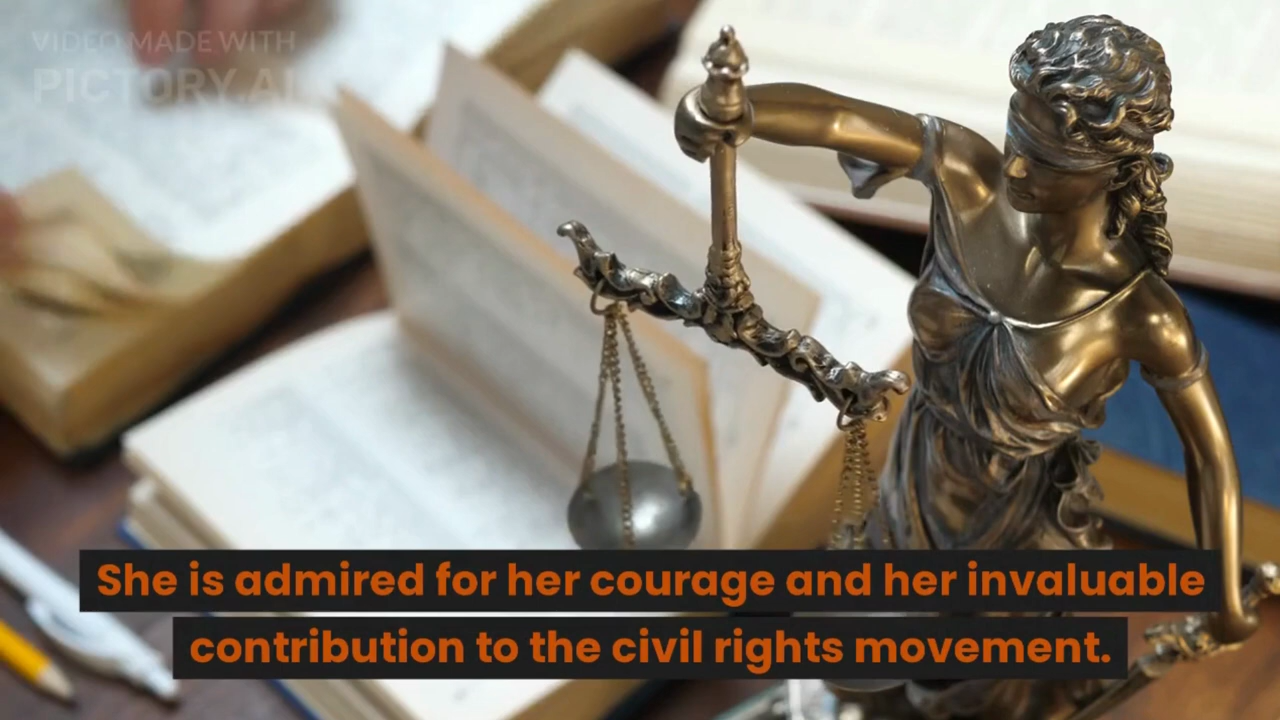 VIDEO MADE WITH
PICTORY.AI
She is admired for her courage and her invaluable
contribution to the civil rights movement.